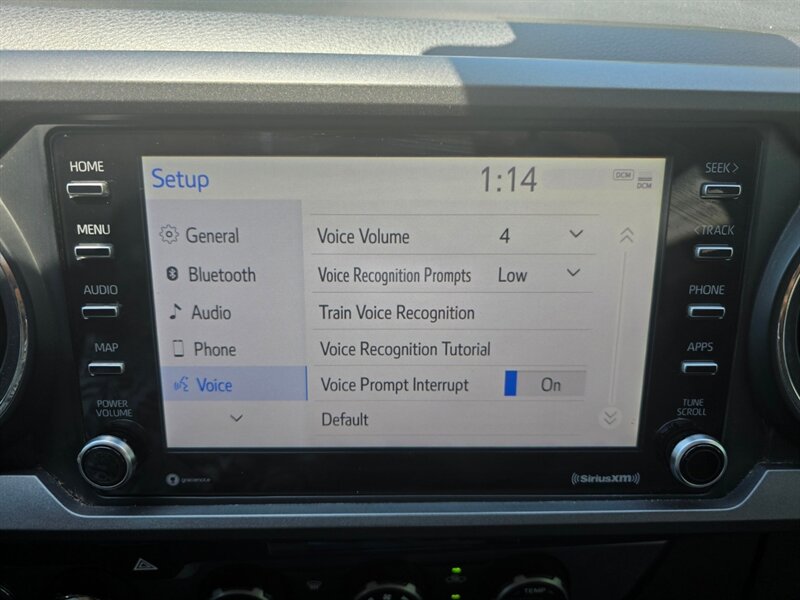 HOME
MENU
AUDIO
MAP
POWER
VOLUME
Setup
1:14
DCM
DCM
General
Bluetooth
Audio
Phone
Voice
Voice Volume 4
Voice Recognition Prompts Low
Train Voice Recognition
Voice Recognition Tutorial
Voice Prompt Interrupt On
Default
SEEK >
< TRACK
PHONE
APPS
TUNE
SCROLL
gracenote
SiriusXM
TEMP